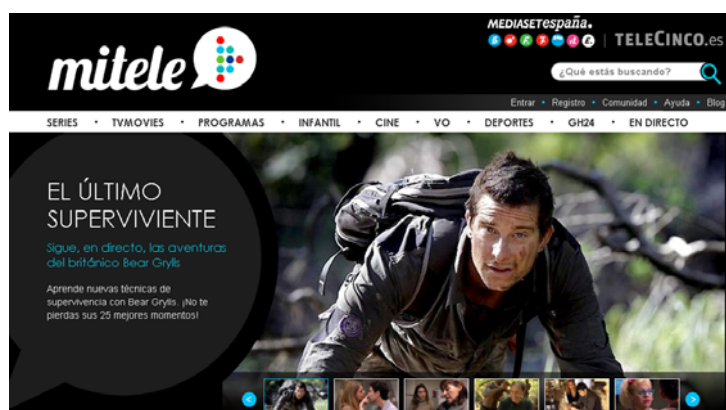 MEDIASETespaña.
mitele
TELECINCO.es
¿Qué estás buscando?
Entrar • Registro • Comunidad • Ayuda • Blog
SERIES • TVMOVIES • PROGRAMAS • INFANTIL • CINE • VO • DEPORTES • GH24 • EN DIRECTO
EL ÚLTIMO
SUPERVIVIENTE
Sigue, en directo, las aventuras
del británico Bear Grylls
Aprende nuevas técnicas de
supervivencia con Bear Grylls. ¡No te
pierdas sus 25 mejores momentos!